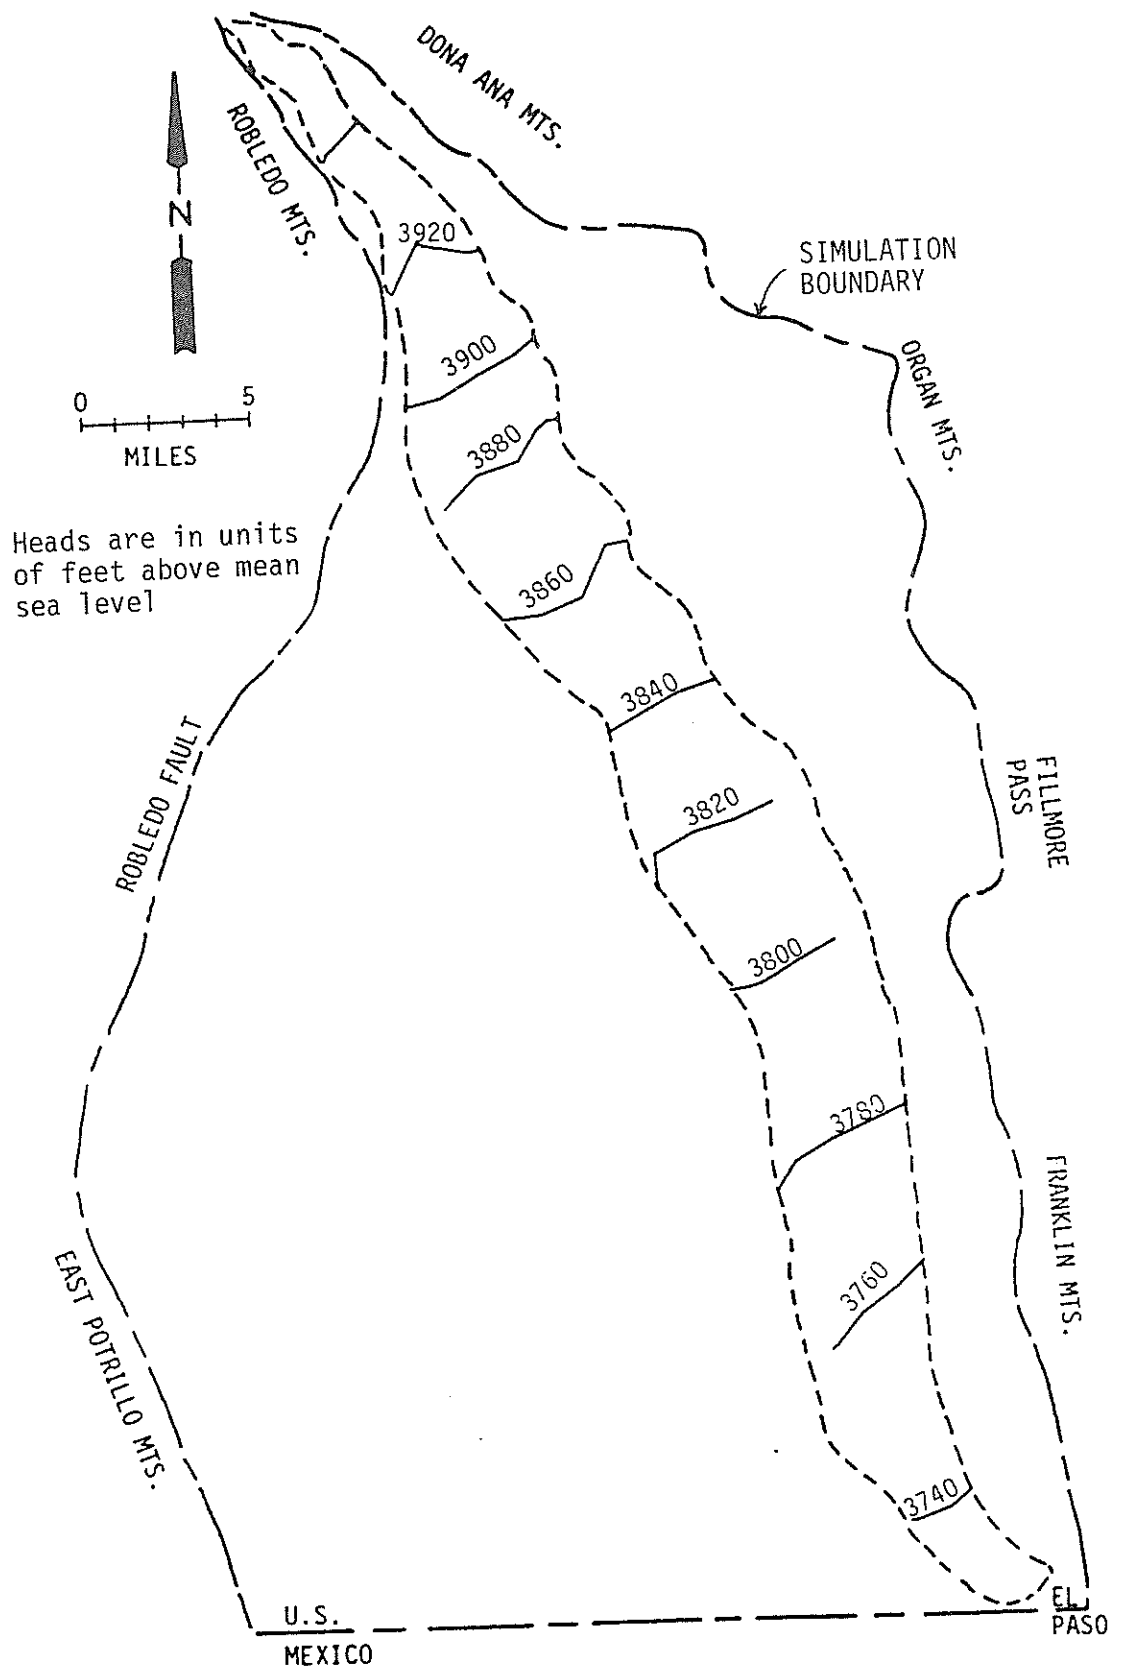 DONA ANA MTS.
ROBLEDO MTS.
N
3920
SIMULATION
BOUNDARY
3900
ORGAN MTS.
0 5
MILES
3880
Heads are in units
of feet above mean
sea level
3860
3840
ROBLEDO FAULT
FILLMORE
PASS
3820
3800
3780
FRANKLIN MTS.
EAST POTRILLO MTS.
3760
3740
EL
PASO
U.S.
MEXICO